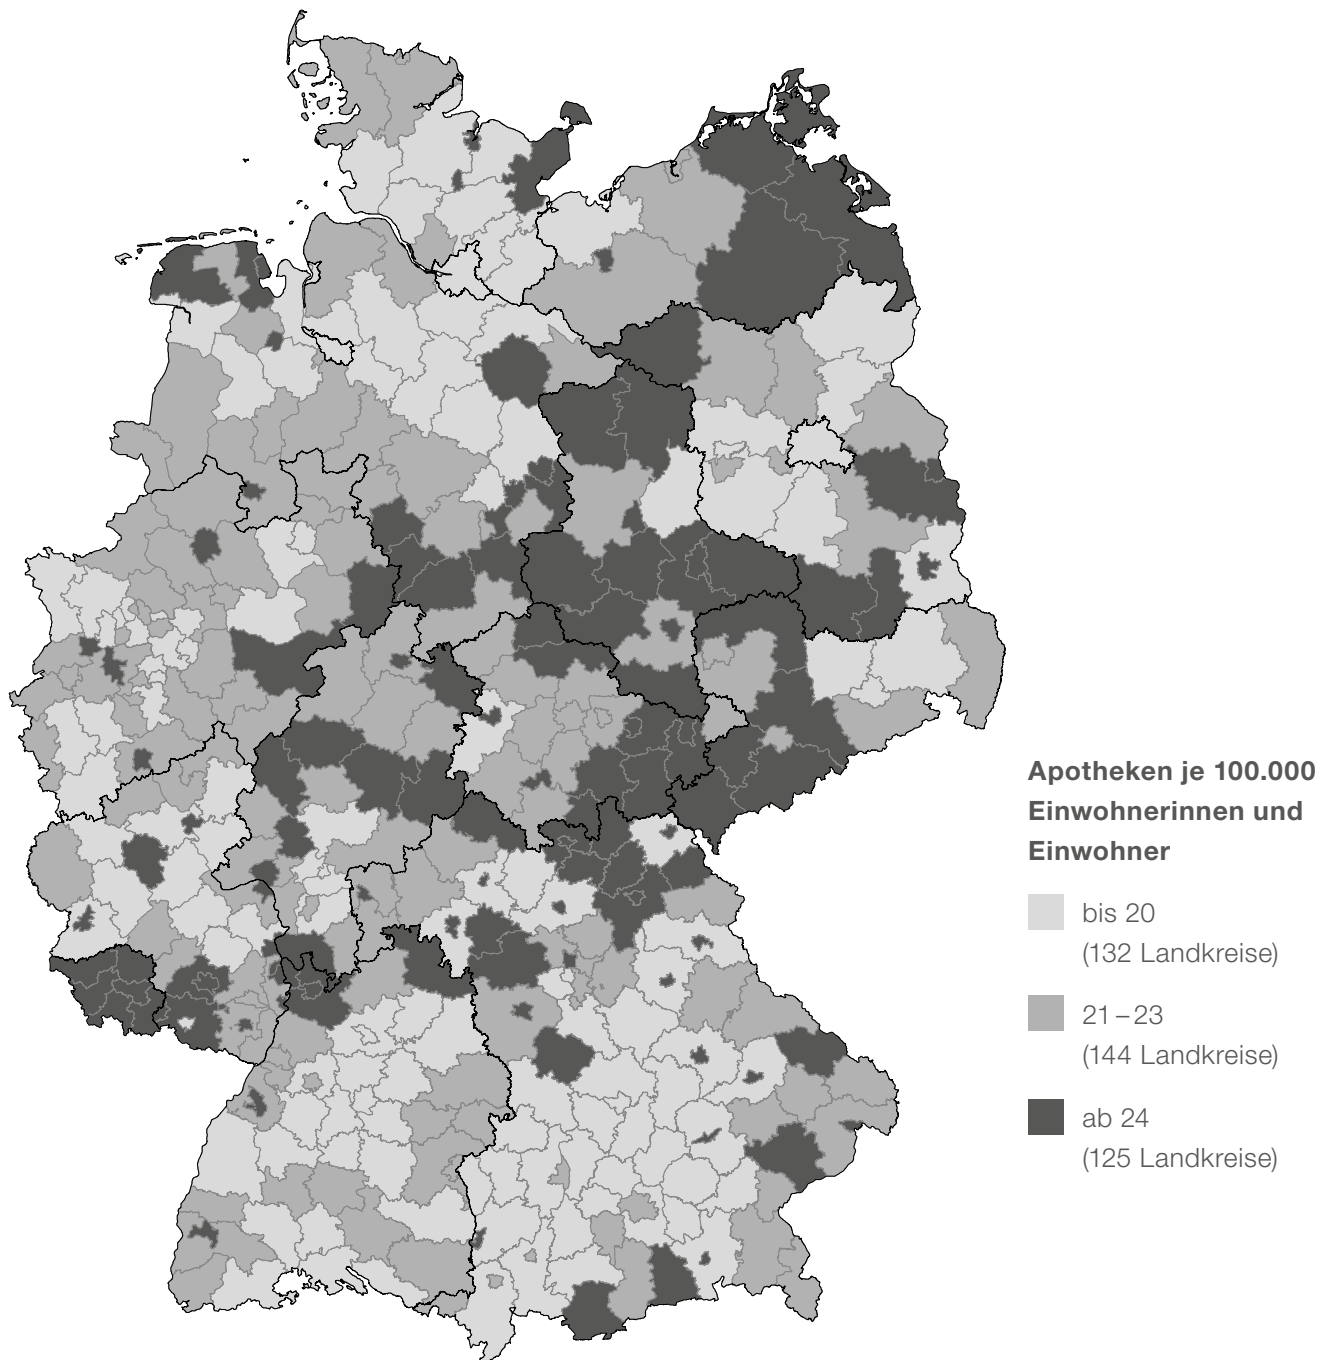 Apotheken je 100.000
Einwohnerinnen und
Einwohner
bis 20
(132 Landkreise)
21–23
(144 Landkreise)
ab 24
(125 Landkreise)